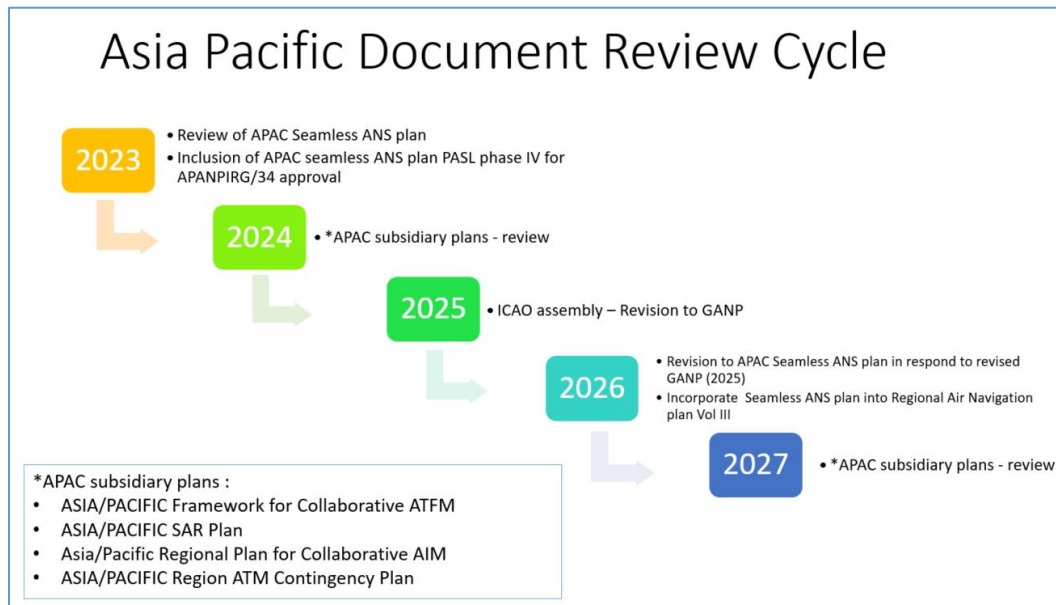 Asia Pacific Document Review Cycle
2023
• Review of APAC Seamless ANS plan
• Inclusion of APAC seamless ANS plan PASL phase IV for
APANPIRG/34 approval
2024
• *APAC subsidiary plans - review
2025
• ICAO assembly – Revision to GANP
2026
• Revision to APAC Seamless ANS plan in respond to revised
GANP (2025)
• Incorporate Seamless ANS plan into Regional Air Navigation
plan Vol III
2027
• *APAC subsidiary plans - review
*APAC subsidiary plans :
• ASIA/PACIFIC Framework for Collaborative ATFM
• ASIA/PACIFIC SAR Plan
• Asia/Pacific Regional Plan for Collaborative AIM
• ASIA/PACIFIC Region ATM Contingency Plan